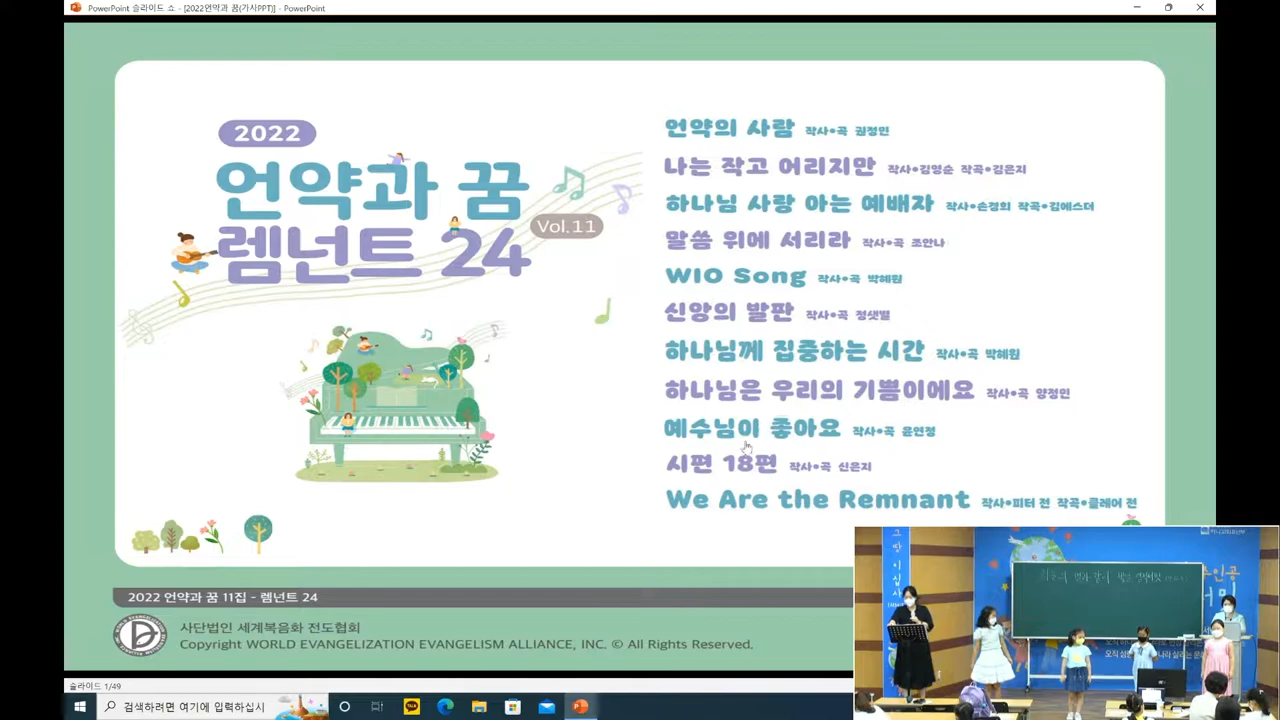 PowerPoint 슬라이드 쇼 - [2022언약과 꿈(가사PPT)] - PowerPoint
2022
언약과 꿈
렘넌트 24
Vol.11
언약의 사람 작사•곡 권정민
나는 작고 어리지만 작사•김영순 작곡•김은지
하나님 사랑 아는 예배자 작사•손경희 작곡•김에스더
말씀 위에 서리라 작사•곡 조안나
WIO Song 작사•곡 박혜원
신앙의 발판 작사•곡 정샛별
하나님께 집중하는 시간 작사•곡 박혜원
하나님은 우리의 기쁨이에요 작사•곡 양정민
예수님이 좋아요 작사•곡 윤연정
시편 18편 작사•곡 신은지
We Are the Remnant 작사•피터 전 작곡•클레어 전
2022 언약과 꿈 11집 - 렘넌트 24
사단법인 세계복음화 전도협회
Copyright WORLD EVANGELIZATION EVANGELISM ALLIANCE, INC. © All Rights Reserved.
그
땅
이
십
사
슬라이드 1/49
검색하려면 여기에 입력하십시